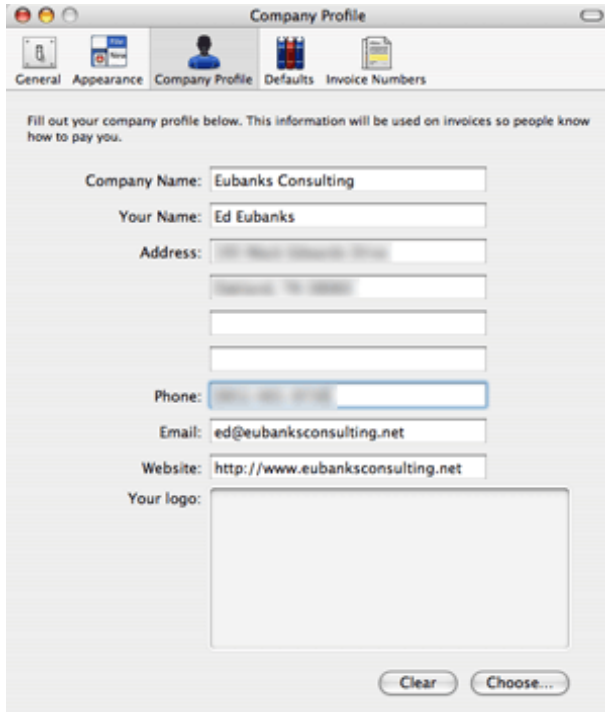 Company Profile
General Appearance Company Profile Defaults Invoice Numbers
Fill out your company profile below. This information will be used on invoices so people know
how to pay you.
Company Name: Eubanks Consulting
Your Name: Ed Eubanks
Address:
Phone:
Email: ed@eubanksconsulting.net
Website: http://www.eubanksconsulting.net
Your logo:
Clear Choose...